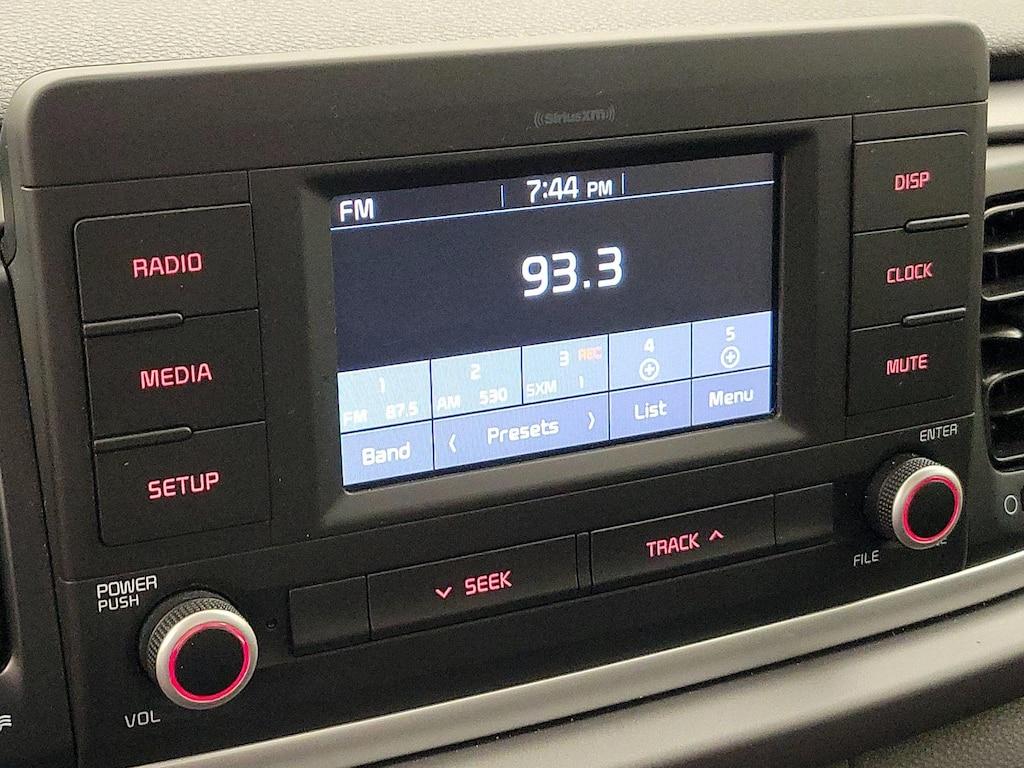 ((SiriusXM))
FM 7:44 PM
93.3
1 2 3 REC 4 5
FM 87.5 AM 530 SXM 1
Band Presets List Menu
RADIO
MEDIA
SETUP
DISP
CLOCK
MUTE
ENTER
FILE
SEEK
TRACK
POWER
PUSH
VOL